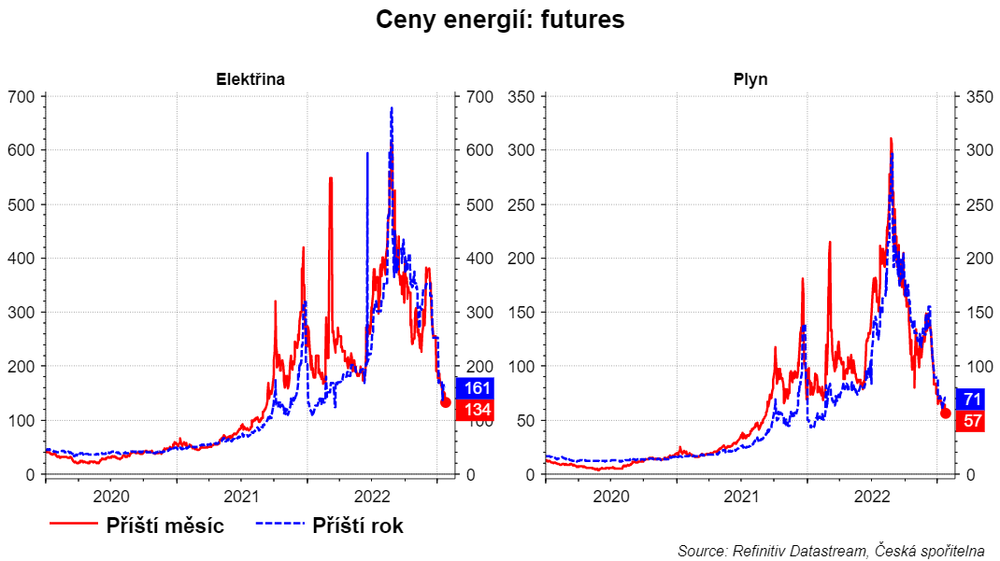 Ceny energií: futures
Elektřina
Plyn
700 700 350 350
600 600 300 300
500 500 250 250
400 400 200 200
300 300 150 150
200 200 100 100
161 71
134 57
100 100 50
0 0 0 0
2020 2021 2022 2020 2021 2022
Příští měsíc Příští rok
Source: Refinitiv Datastream, Česká spořitelna